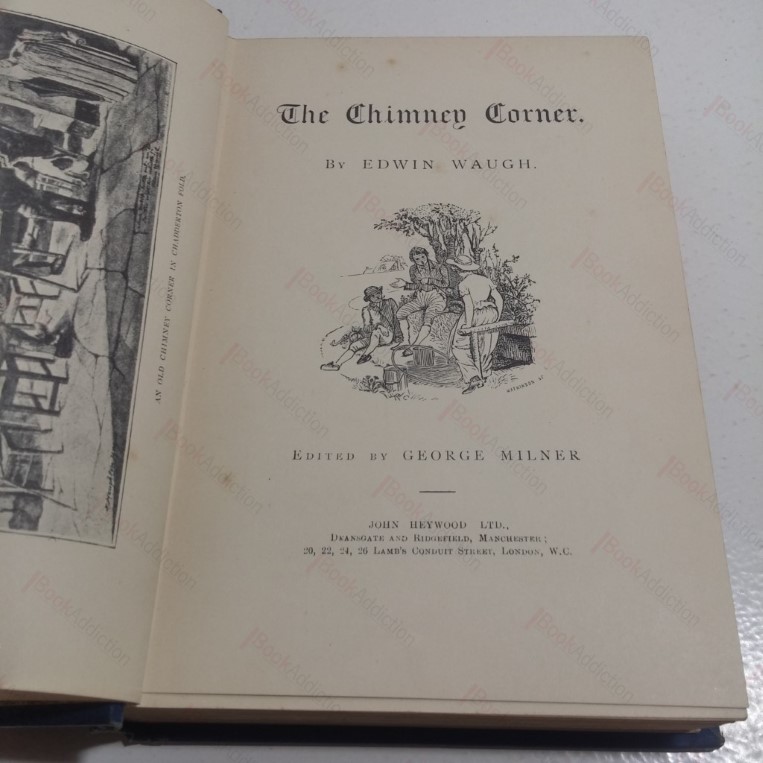 AN OLD CHIMNEY CORNER IN CHADDERTON FOLD.
The Chimney Corner.
By EDWIN WAUGH.
Edited by GEORGE MILNER
JOHN HEYWOOD LTD.,
Deansgate and Ridgefield, Manchester;
20, 22, 24, 26 Lamb's Conduit Street, London, W.C.
iBookAddiction